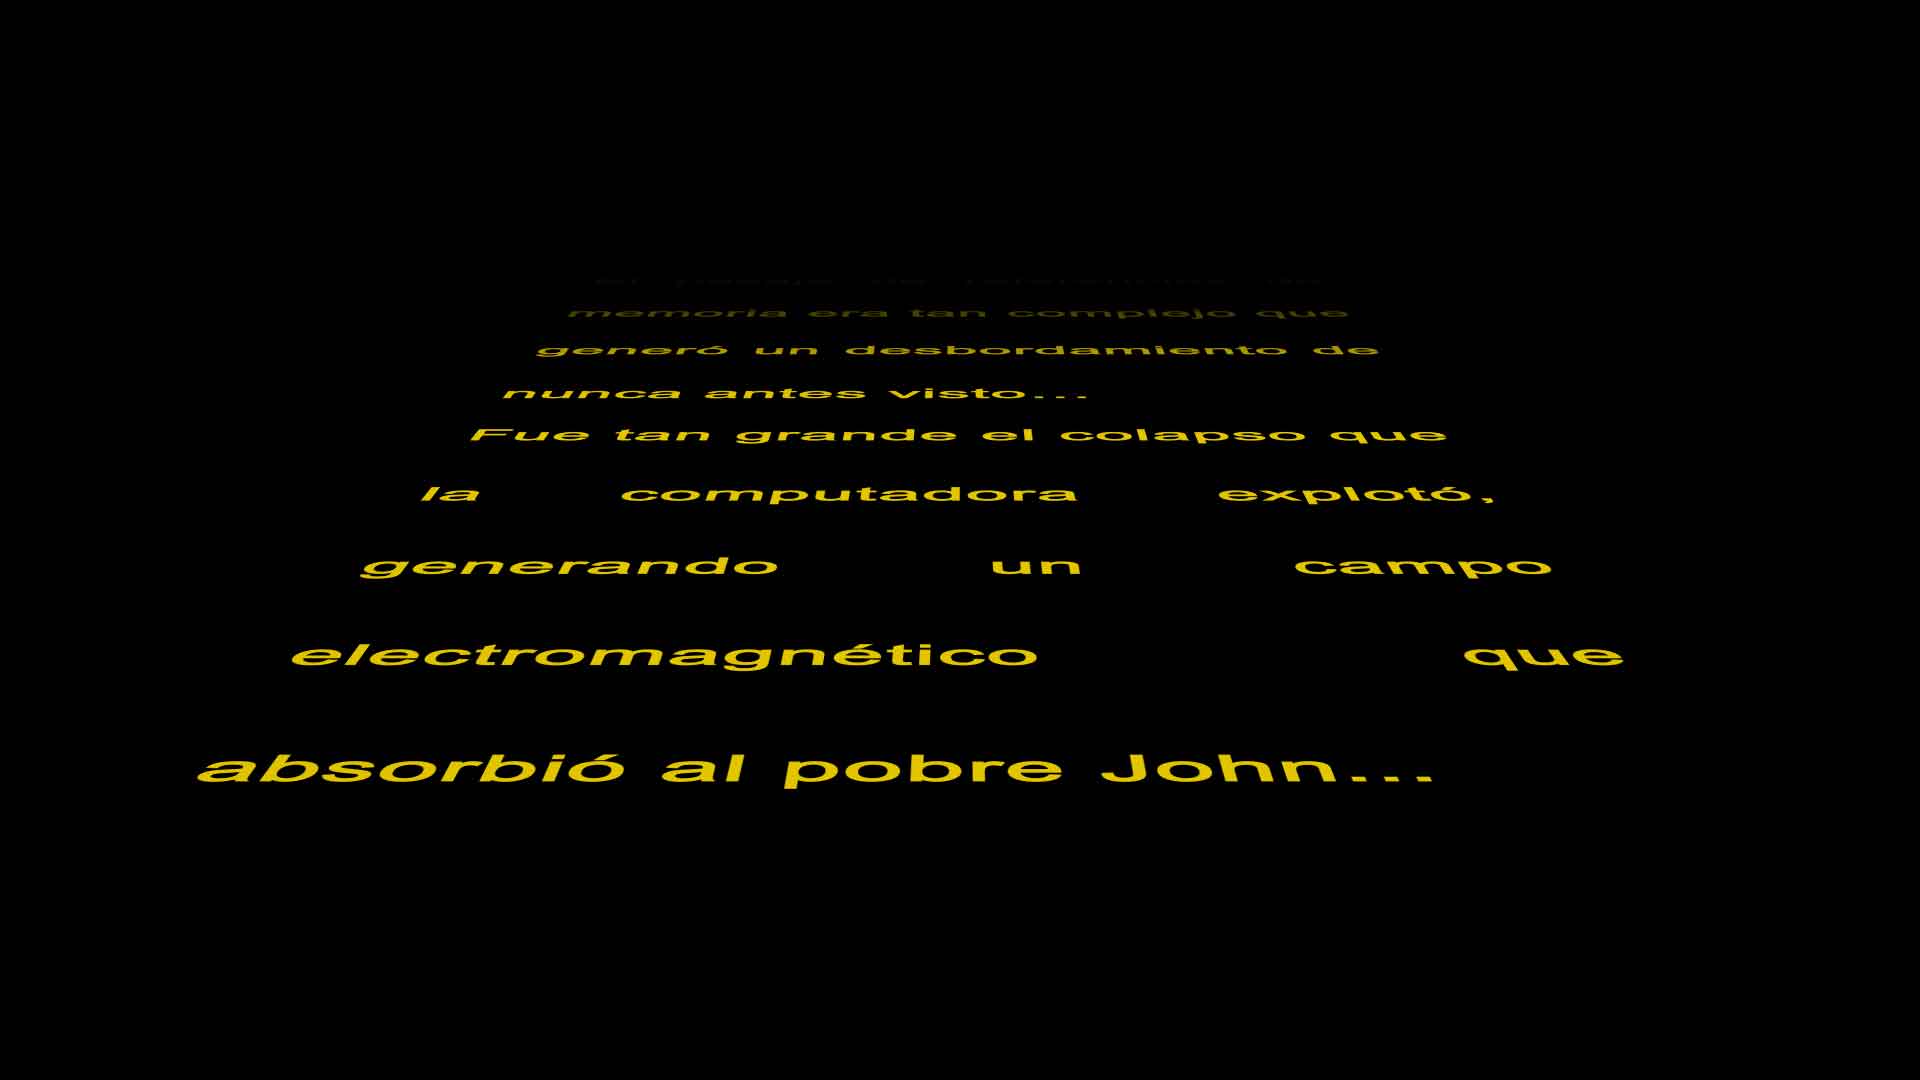 memoria era tan complejo que
generó un desbordamiento de
nunca antes visto...
Fue tan grande el colapso que
la computadora explotó,
generando un campo
electromagnético que
absorbió al pobre John...